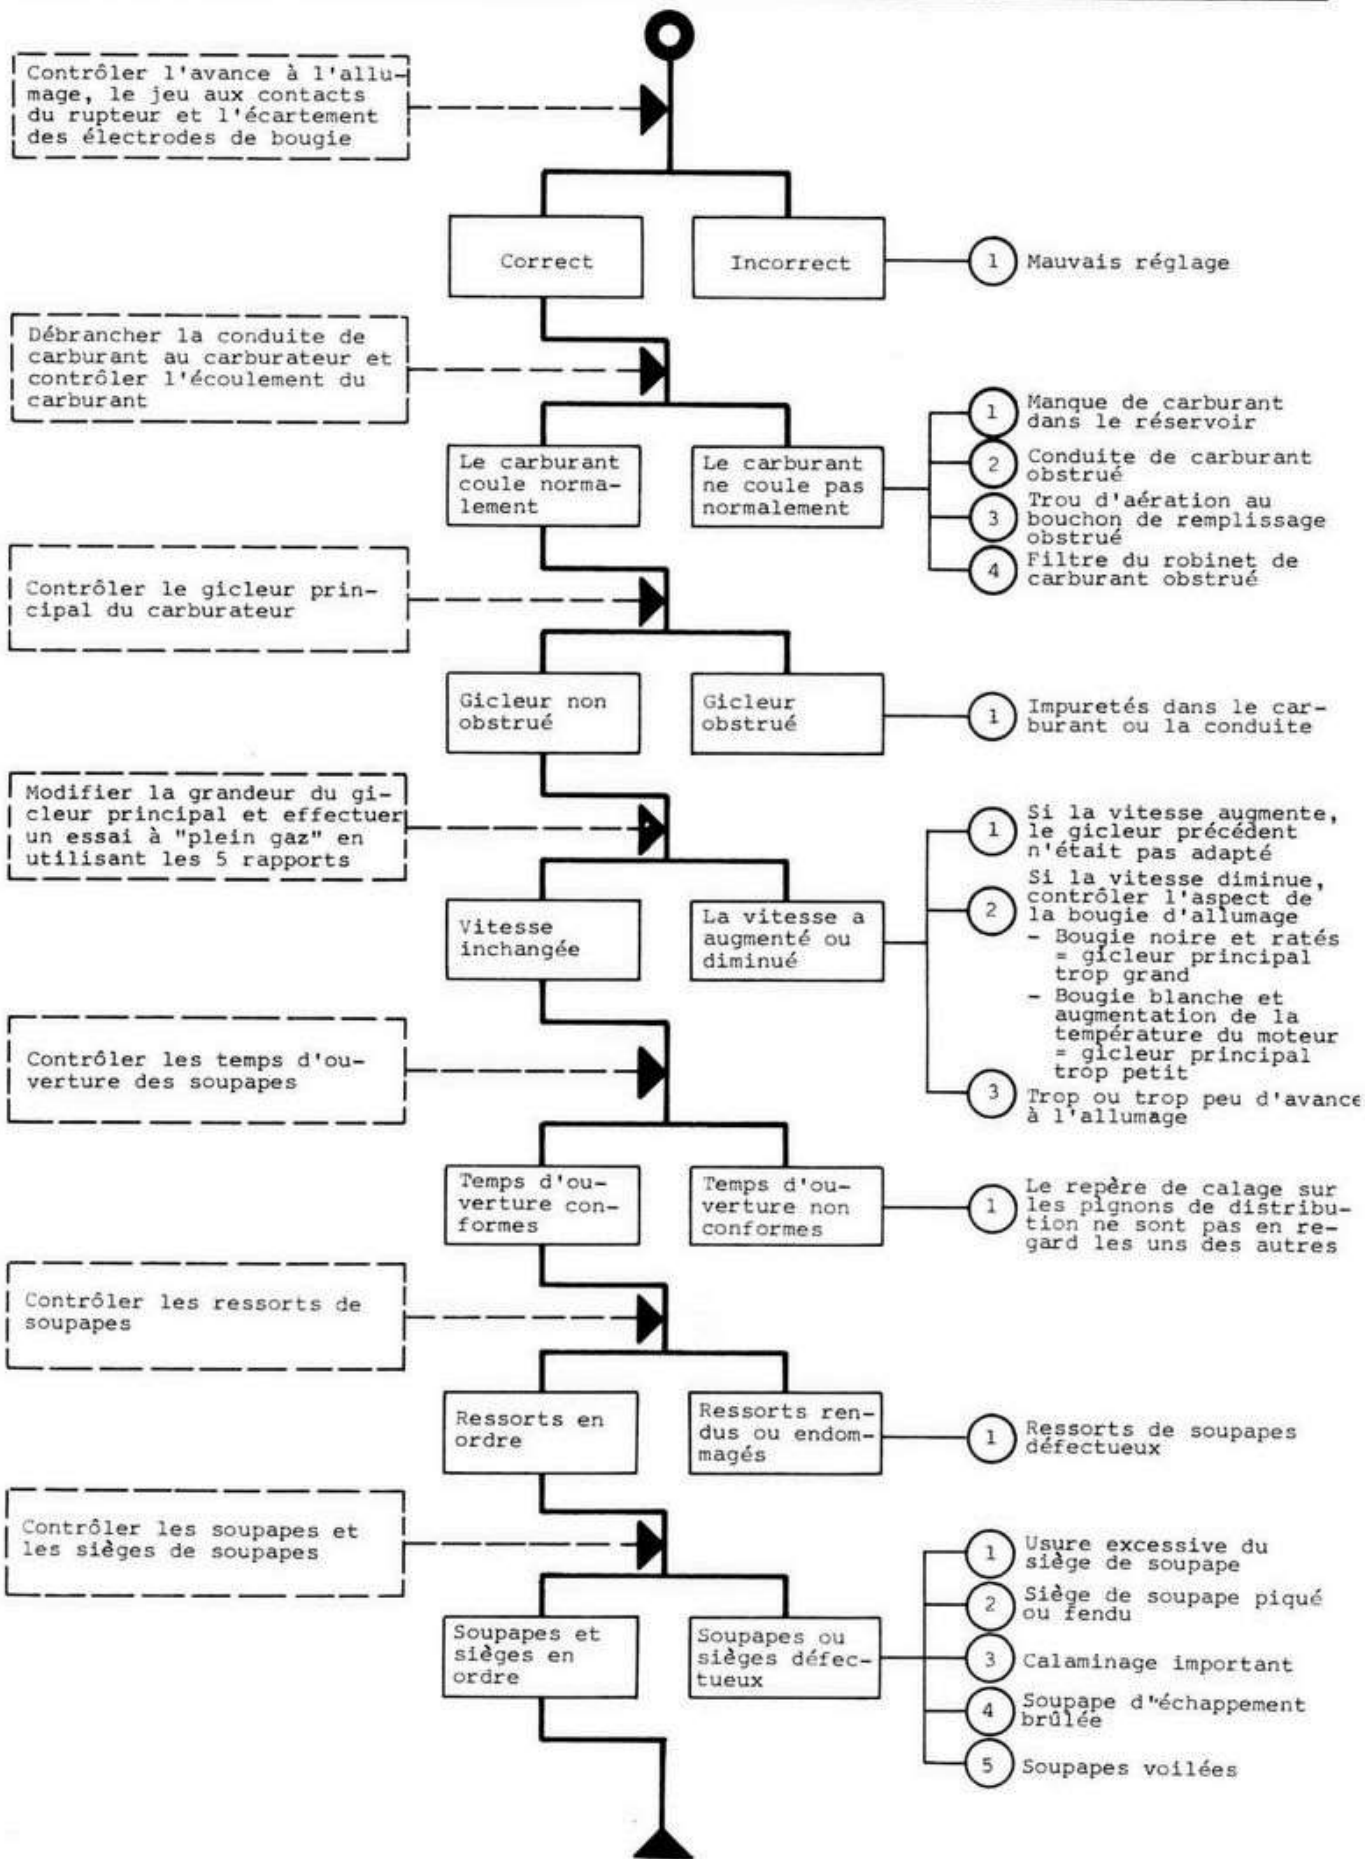 Contrôler l'avance à l'allu-
mage, le jeu aux contacts
du rupteur et l'écartement
des électrodes de bougie
Correct
Incorrect
1 Mauvais réglage
Débrancher la conduite de
carburant au carburateur et
contrôler l'écoulement du
carburant
Le carburant
coule norma-
lement
Le carburant
ne coule pas
normalement
1 Manque de carburant
dans le réservoir
2 Conduite de carburant
obstrué
3 Trou d'aération au
bouchon de remplissage
obstrué
4 Filtre du robinet de
carburant obstrué
Contrôler le gicleur prin-
cipal du carburateur
Gicleur non
obstrué
Gicleur
obstrué
1 Impuretés dans le car-
burant ou la conduite
Modifier la grandeur du gi-
cleur principal et effectuer
un essai à "plein gaz" en
utilisant les 5 rapports
Vitesse
inchangée
La vitesse a
augmenté ou
diminué
1 Si la vitesse augmente,
le gicleur précédent
n'était pas adapté
2 Si la vitesse diminue,
contrôler l'aspect de
la bougie d'allumage
- Bougie noire et ratés
= gicleur principal
trop grand
- Bougie blanche et
augmentation de la
température du moteur
= gicleur principal
trop petit
3 Trop ou trop peu d'avance
à l'allumage
Contrôler les temps d'ou-
verture des soupapes
Temps d'ou-
verture con-
formes
Temps d'ou-
verture non
conformes
1 Le repère de calage sur
les pignons de distribu-
tion ne sont pas en re-
gard les uns des autres
Contrôler les ressorts de
soupapes
Ressorts en
ordre
Ressorts ren-
dus ou endom-
magés
1 Ressorts de soupapes
défectueux
Contrôler les soupapes et
les sièges de soupapes
Soupapes et
sièges en
ordre
Soupapes ou
sièges défec-
tueux
1 Usure excessive du
siège de soupape
2 Siège de soupape piqué
ou fendu
3 Calaminage important
4 Soupape d'échappement
brûlée
5 Soupapes voilées